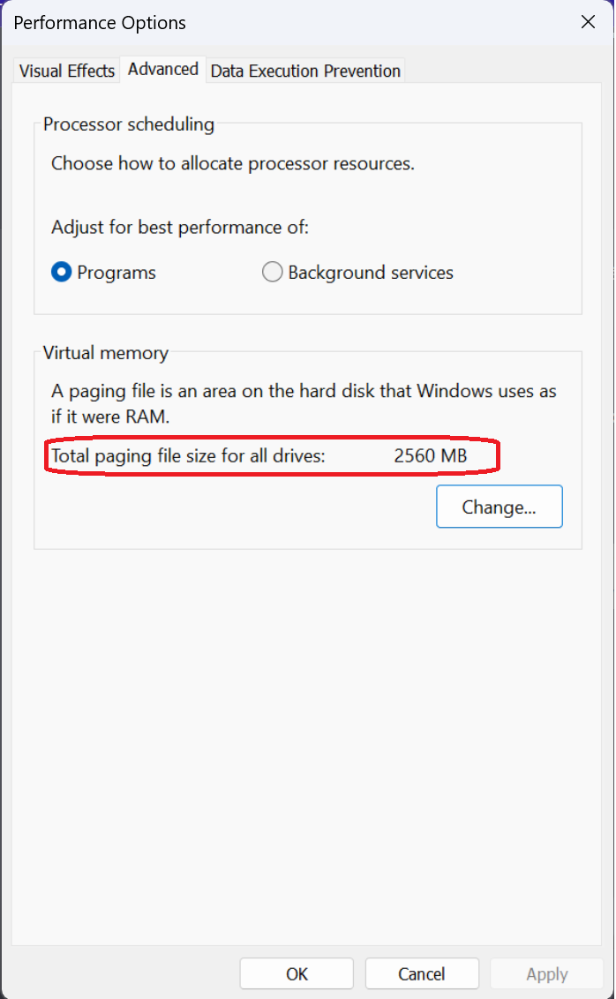 Performance Options
Visual Effects Advanced Data Execution Prevention
Processor scheduling
Choose how to allocate processor resources.
Adjust for best performance of:
Programs Background services
Virtual memory
A paging file is an area on the hard disk that Windows uses as
if it were RAM.
Total paging file size for all drives: 2560 MB
Change...
OK Cancel Apply